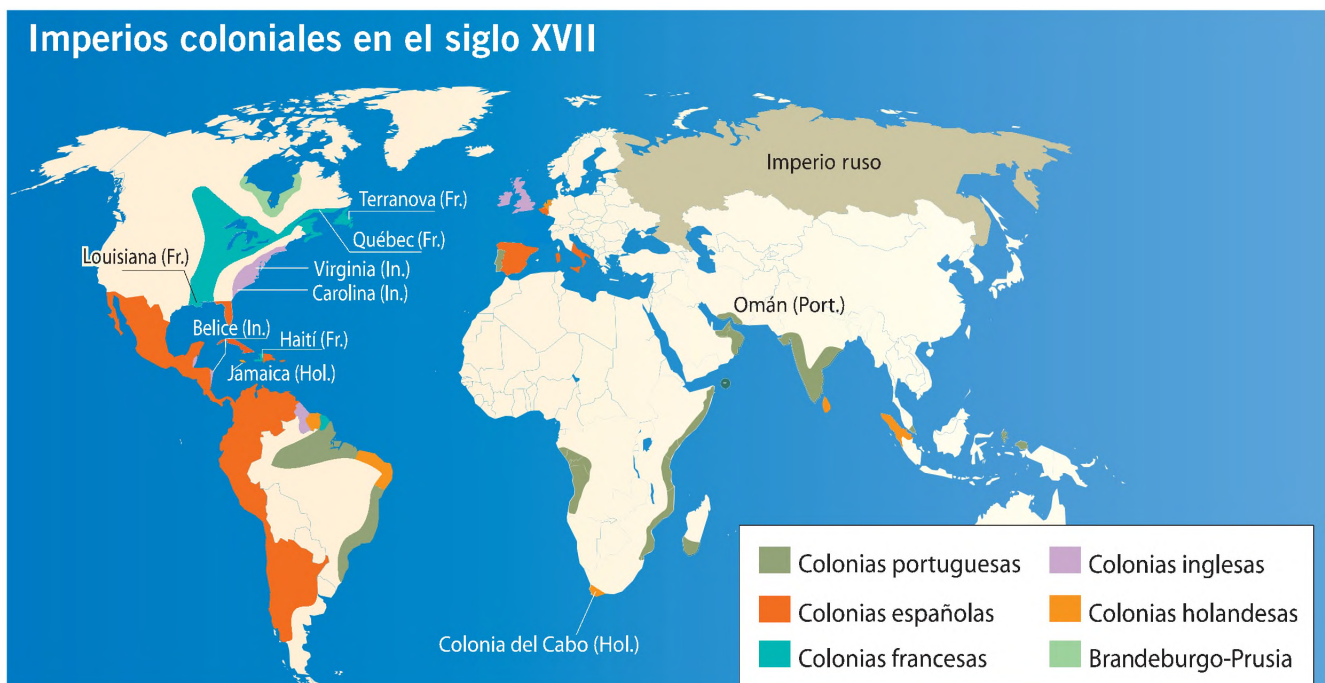 Imperios coloniales en el siglo XVII
Imperio ruso
Terranova (Fr.)
Québec (Fr.)
Louisiana (Fr.)
Virginia (In.)
Carolina (In.)
Omán (Port.)
Belice (In.)
Haití (Fr.)
Jamaica (Hol.)
Colonia del Cabo (Hol.)
Colonias portuguesas
Colonias inglesas
Colonias españolas
Colonias holandesas
Colonias francesas
Brandeburgo-Prusia